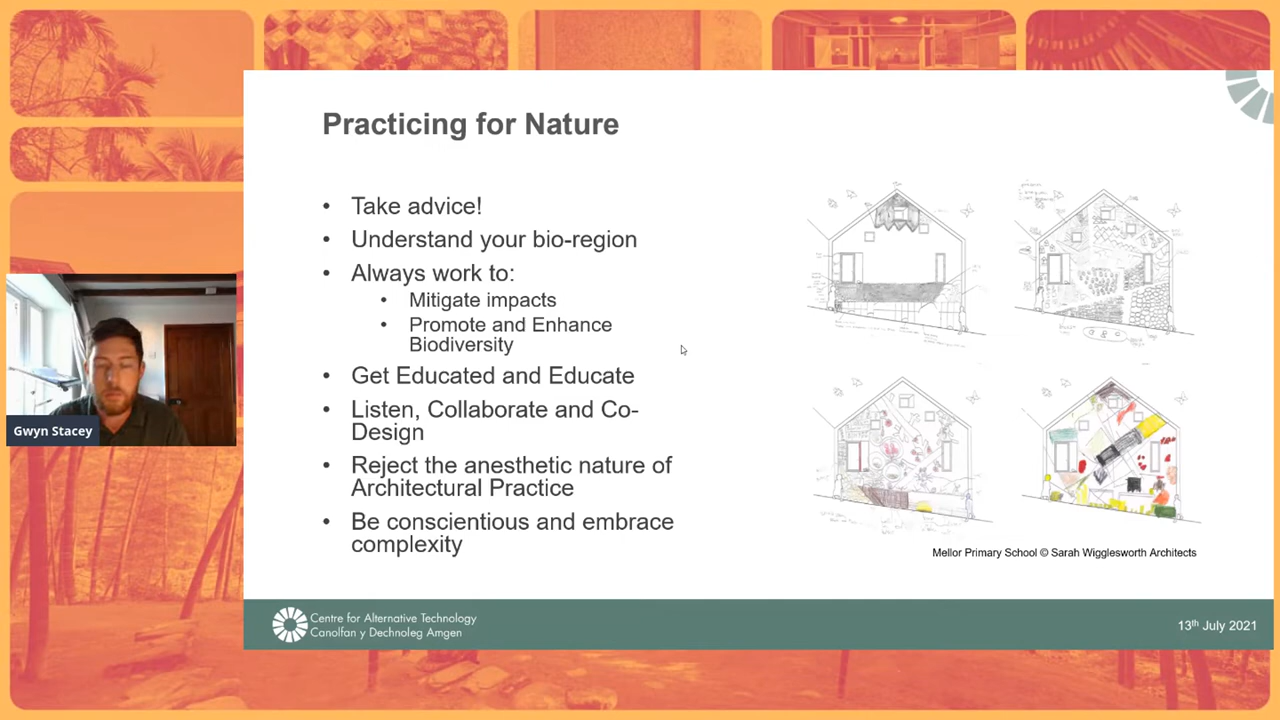 Practicing for Nature
• Take advice!
• Understand your bio-region
• Always work to:
• Mitigate impacts
• Promote and Enhance
Biodiversity
• Get Educated and Educate
• Listen, Collaborate and Co-
Design
• Reject the anesthetic nature of
Architectural Practice
• Be conscientious and embrace
complexity
Mellor Primary School © Sarah Wigglesworth Architects
Gwyn Stacey
Centre for Alternative Technology
Canolfan y Dechnoleg Amgen
13th July 2021